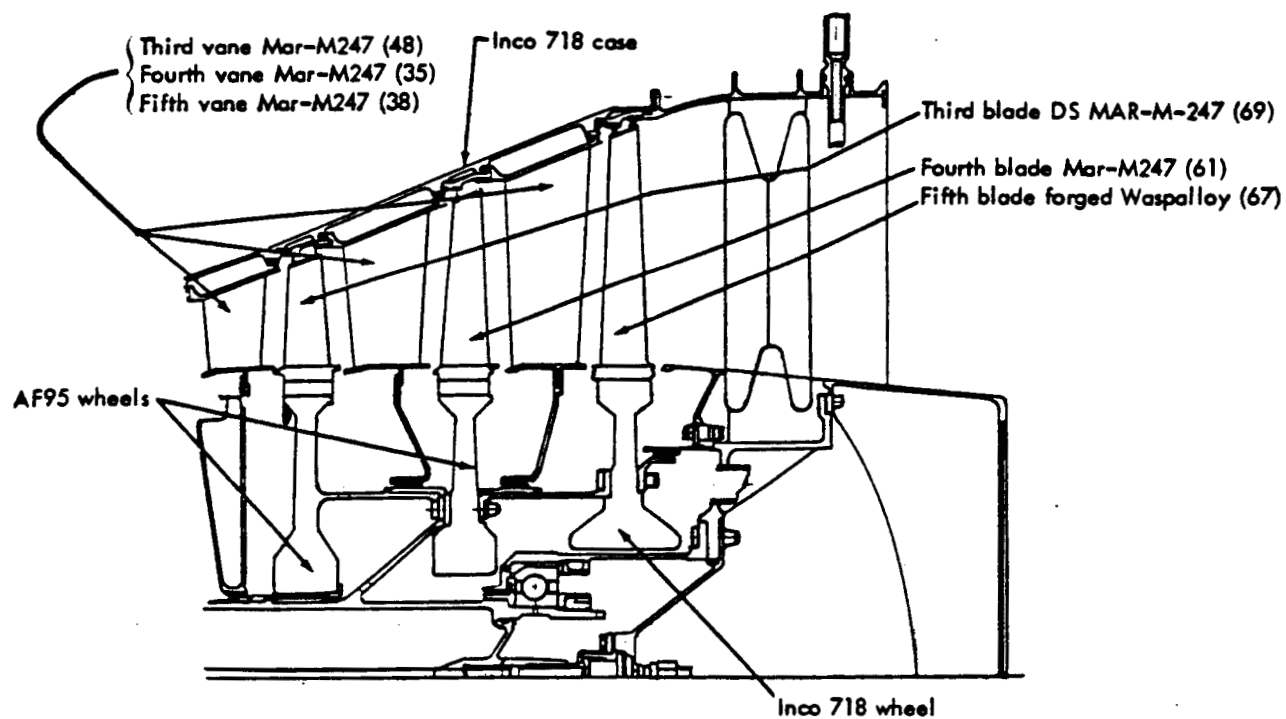 Third vane Mar-M247 (48)
Fourth vane Mar-M247 (35)
Fifth vane Mar-M247 (38)
Inco 718 case
Third blade DS MAR-M-247 (69)
Fourth blade Mar-M247 (61)
Fifth blade forged Waspalloy (67)
AF95 wheels
Inco 718 wheel